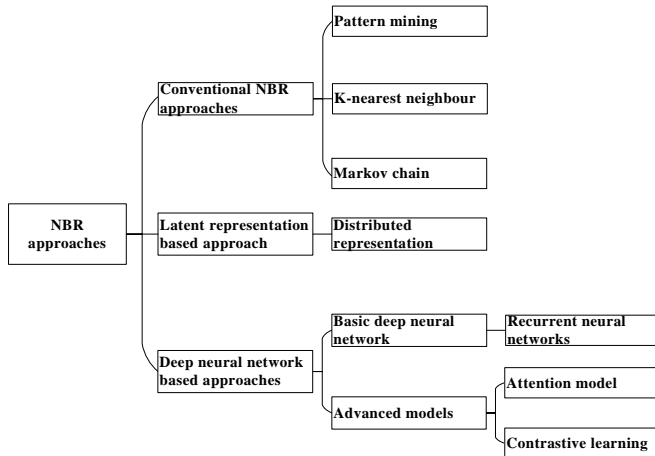 Pattern mining
Conventional NBR
approaches
K-nearest neighbour
Markov chain
NBR
approaches
Latent representation
based approach
Distributed
representation
Basic deep neural
network
Recurrent neural
networks
Deep neural network
based approaches
Attention model
Advanced models
Contrastive learning